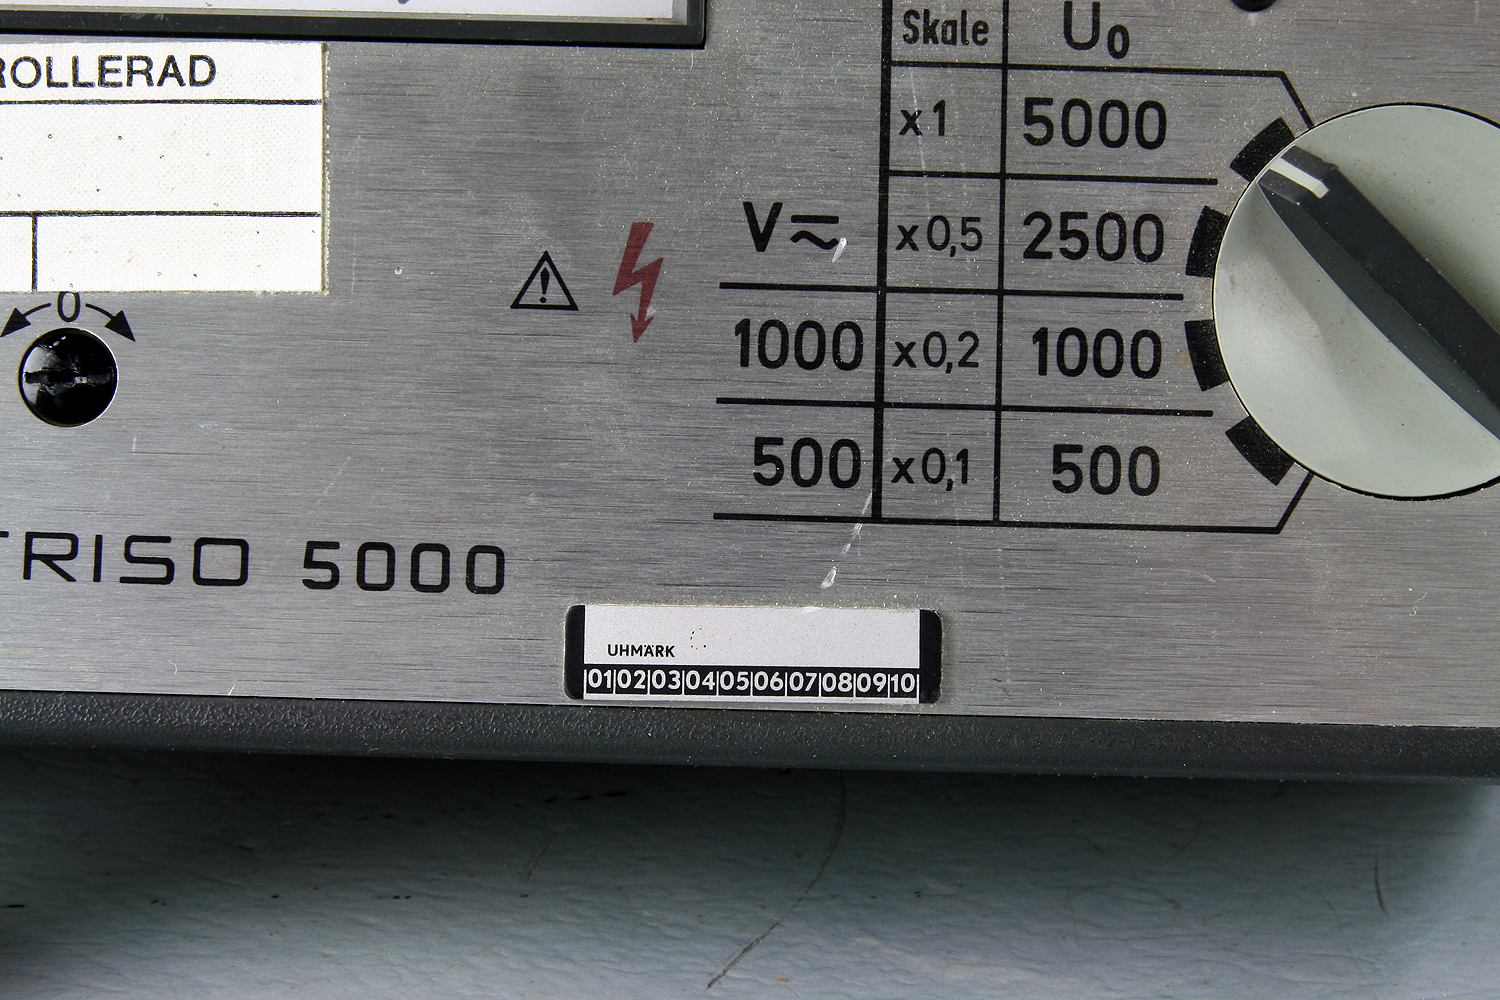 ROLLERAD
Skale U₀
x1 5000
V x0,5 2500
1000 x0,2 1000
500 x0,1 500
0
TRISO 5000
UHMÄRK
01 02 03 04 05 06 07 08 09 10